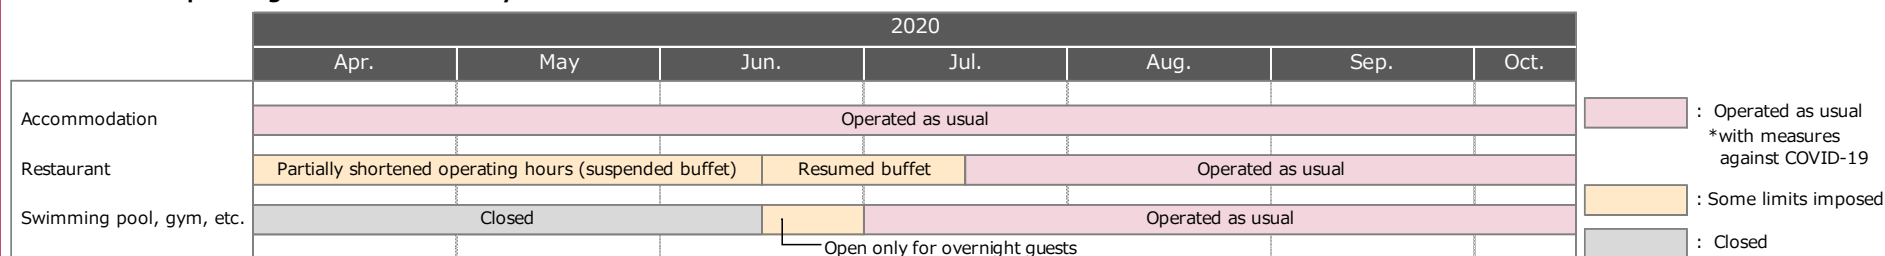 2020
Apr. May Jun. Jul. Aug. Sep. Oct.
Accommodation Operated as usual
Restaurant Partially shortened operating hours (suspended buffet) Resumed buffet Operated as usual
Swimming pool, gym, etc. Closed Operated as usual
Open only for overnight guests
: Operated as usual
*with measures
against COVID-19
: Some limits imposed
: Closed